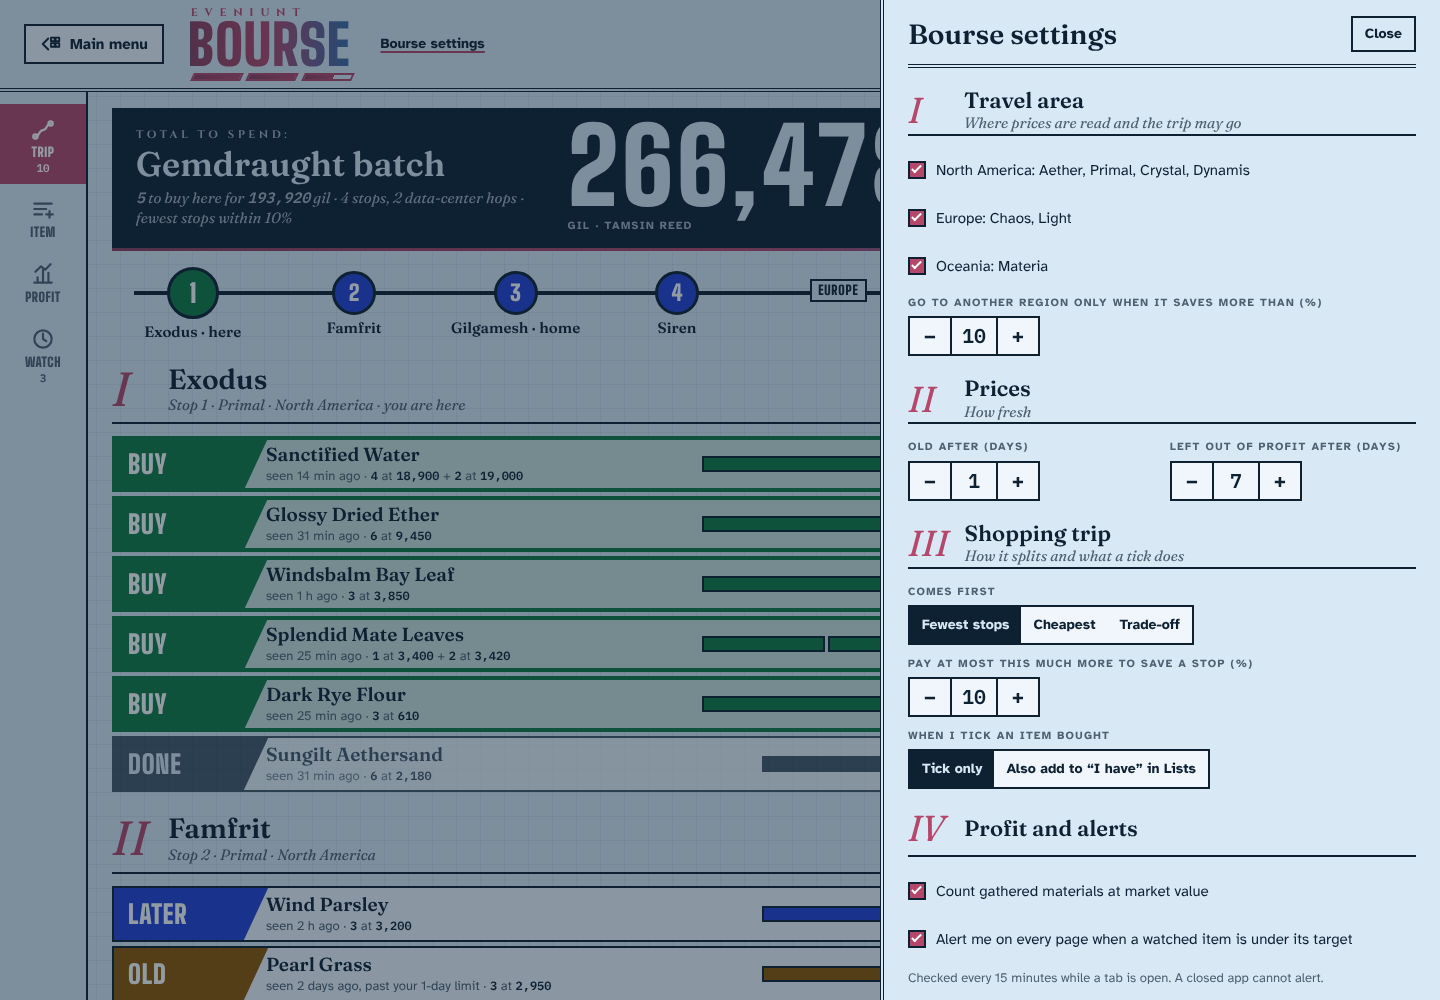 Main menu
EVENIUNT
BOURSE
Bourse settings
TRIP
10
ITEM
PROFIT
WATCH
3
TOTAL TO SPEND:
Gemdraught batch
5 to buy here for 193,920 gil · 4 stops, 2 data-center hops ·
fewest stops within 10%
266,478
GIL · TAMSIN REED
1
2
3
4
EUROPE
Exodus · here
Famfrit
Gilgamesh · home
Siren
I
Exodus
Stop 1 · Primal · North America · you are here
BUY
Sanctified Water
seen 14 min ago · 4 at 18,900 + 2 at 19,000
BUY
Glossy Dried Ether
seen 31 min ago · 6 at 9,450
BUY
Windsbalm Bay Leaf
seen 1 h ago · 3 at 3,850
BUY
Splendid Mate Leaves
seen 25 min ago · 1 at 3,400 + 2 at 3,420
BUY
Dark Rye Flour
seen 25 min ago · 3 at 610
DONE
Sungilt Aethersand
seen 31 min ago · 6 at 2,180
II
Famfrit
Stop 2 · Primal · North America
LATER
Wind Parsley
seen 2 h ago · 3 at 3,200
OLD
Pearl Grass
seen 2 days ago, past your 1-day limit · 3 at 2,950
Bourse settings
Close
I
Travel area
Where prices are read and the trip may go
North America: Aether, Primal, Crystal, Dynamis
Europe: Chaos, Light
Oceania: Materia
GO TO ANOTHER REGION ONLY WHEN IT SAVES MORE THAN (%)
− 10 +
II
Prices
How fresh
OLD AFTER (DAYS)
− 1 +
LEFT OUT OF PROFIT AFTER (DAYS)
− 7 +
III
Shopping trip
How it splits and what a tick does
COMES FIRST
Fewest stops Cheapest Trade-off
PAY AT MOST THIS MUCH MORE TO SAVE A STOP (%)
− 10 +
WHEN I TICK AN ITEM BOUGHT
Tick only Also add to “I have” in Lists
IV
Profit and alerts
Count gathered materials at market value
Alert me on every page when a watched item is under its target
Checked every 15 minutes while a tab is open. A closed app cannot alert.